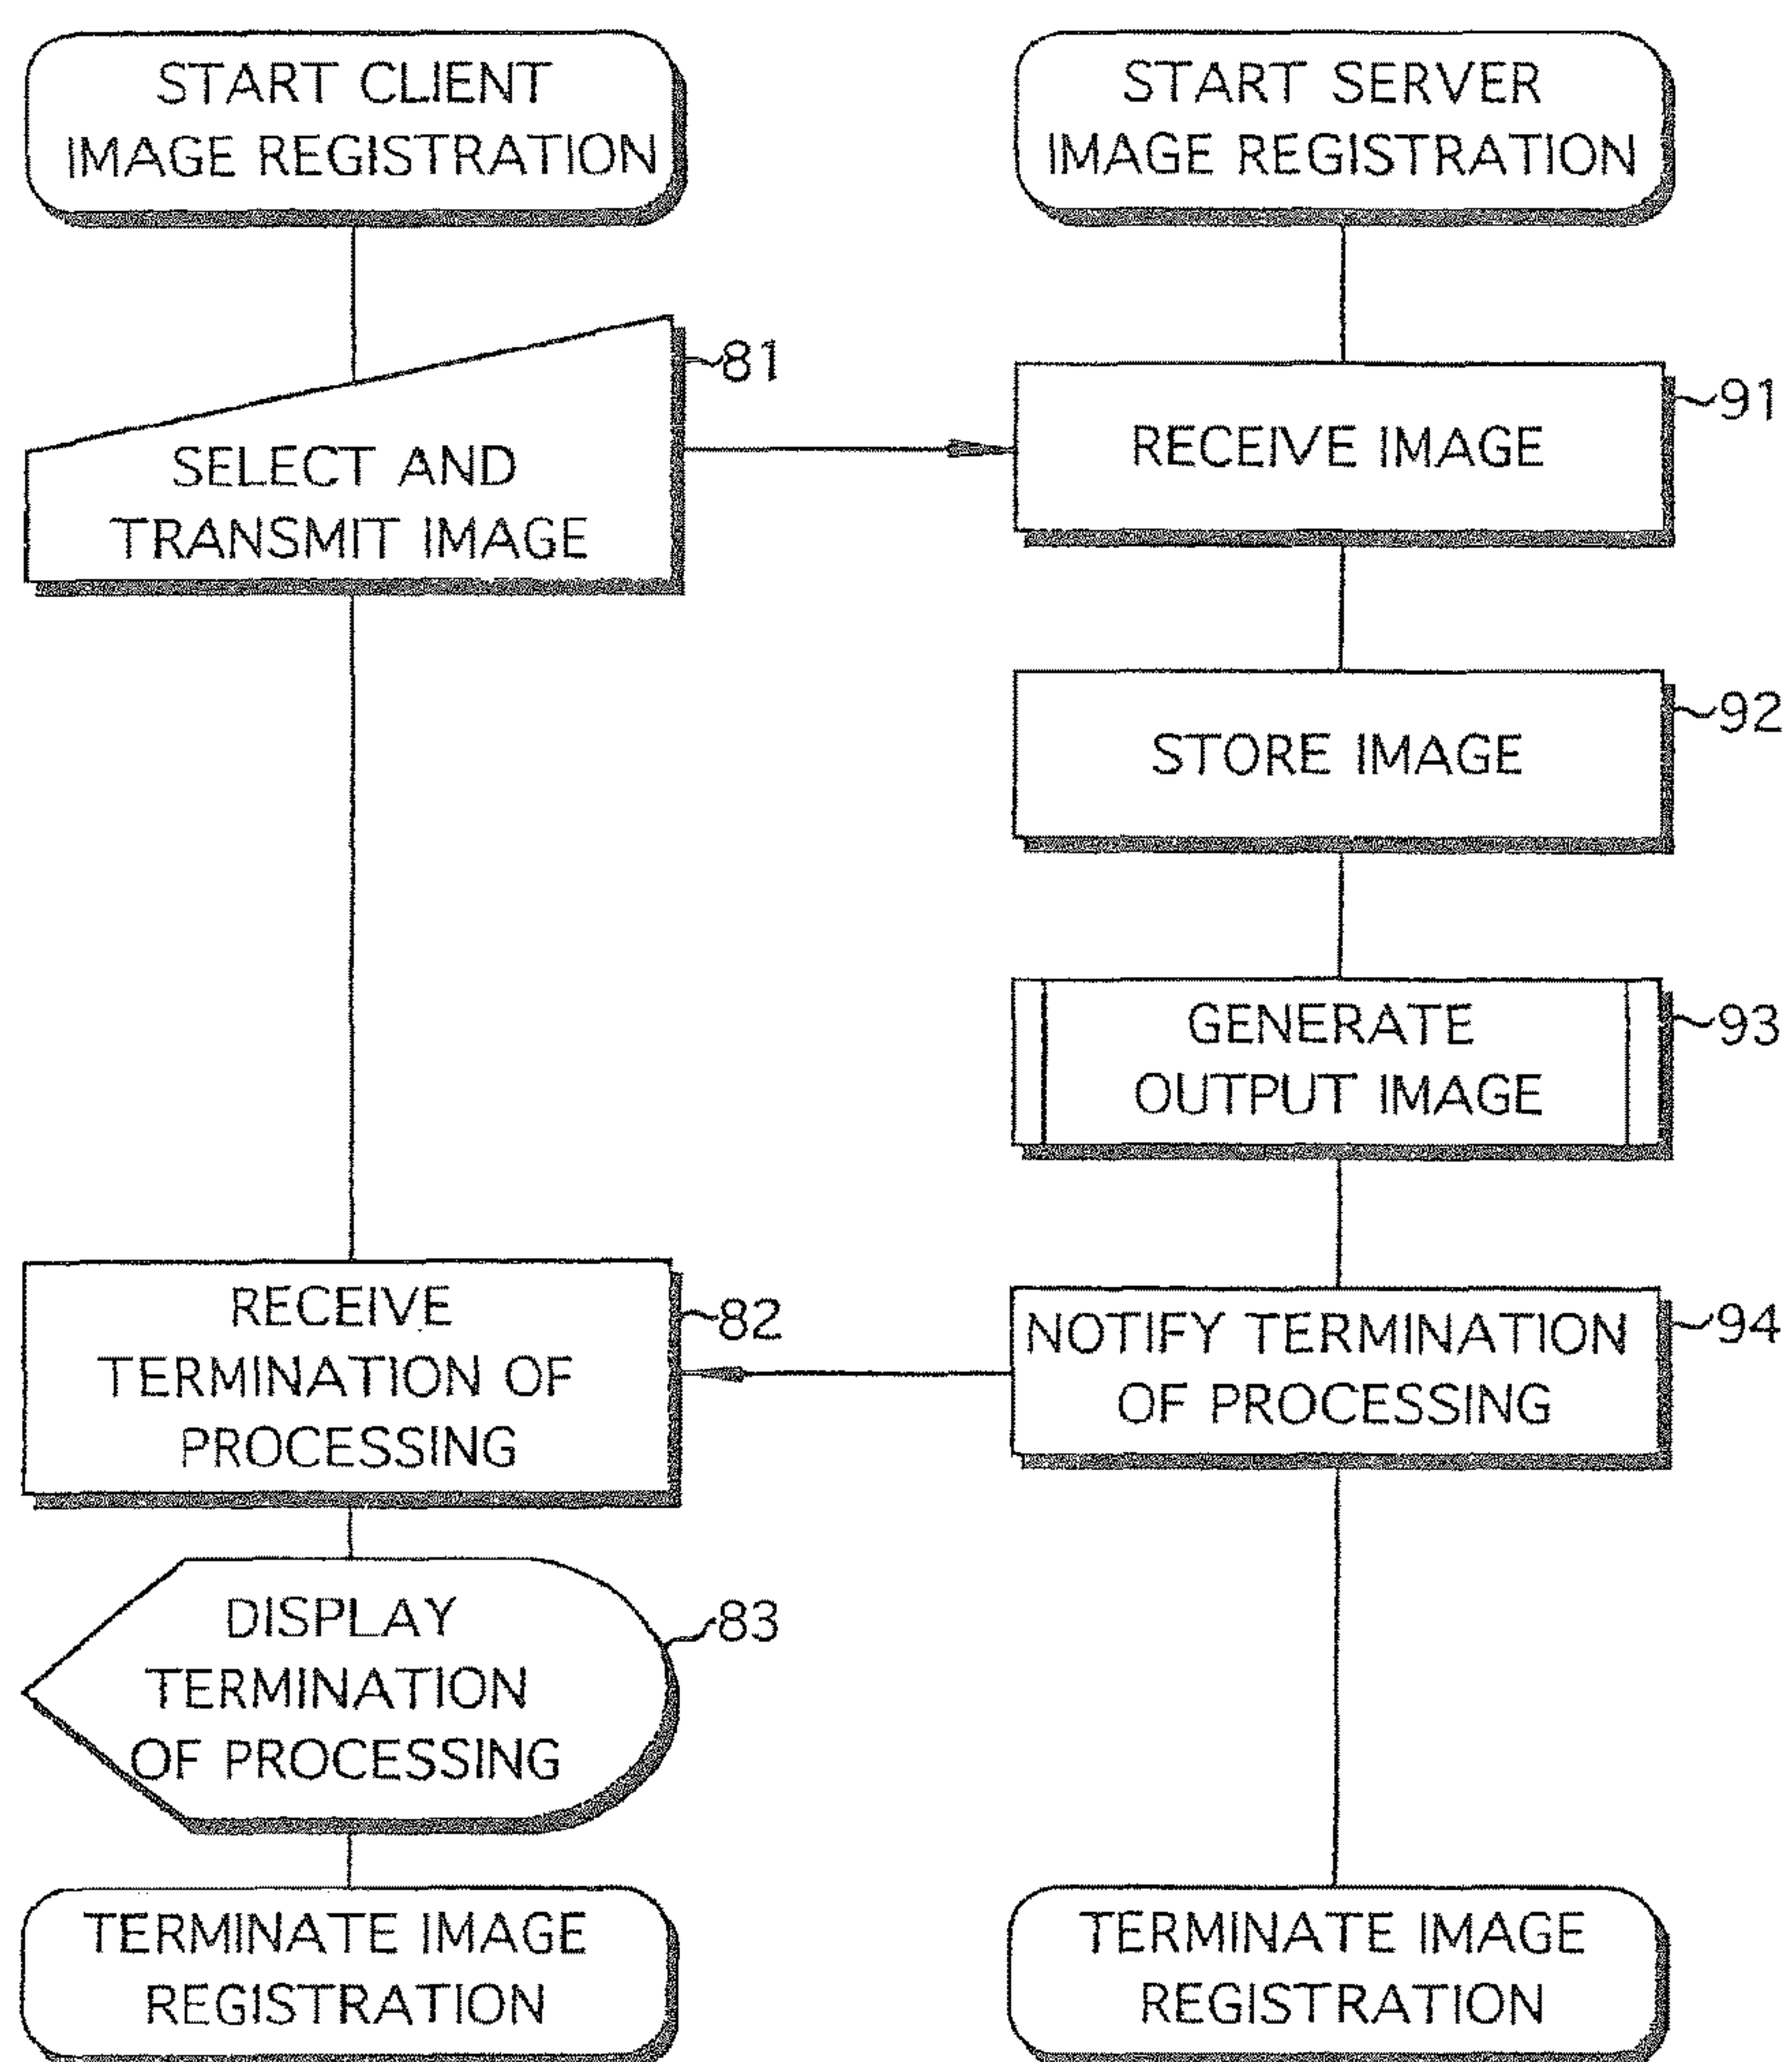 START CLIENT
IMAGE REGISTRATION
81
SELECT AND
TRANSMIT IMAGE
RECEIVE
TERMINATION OF
PROCESSING
82
DISPLAY
TERMINATION
OF PROCESSING
83
TERMINATE IMAGE
REGISTRATION
START SERVER
IMAGE REGISTRATION
RECEIVE IMAGE
91
STORE IMAGE
92
GENERATE
OUTPUT IMAGE
93
NOTIFY TERMINATION
OF PROCESSING
94
TERMINATE IMAGE
REGISTRATION